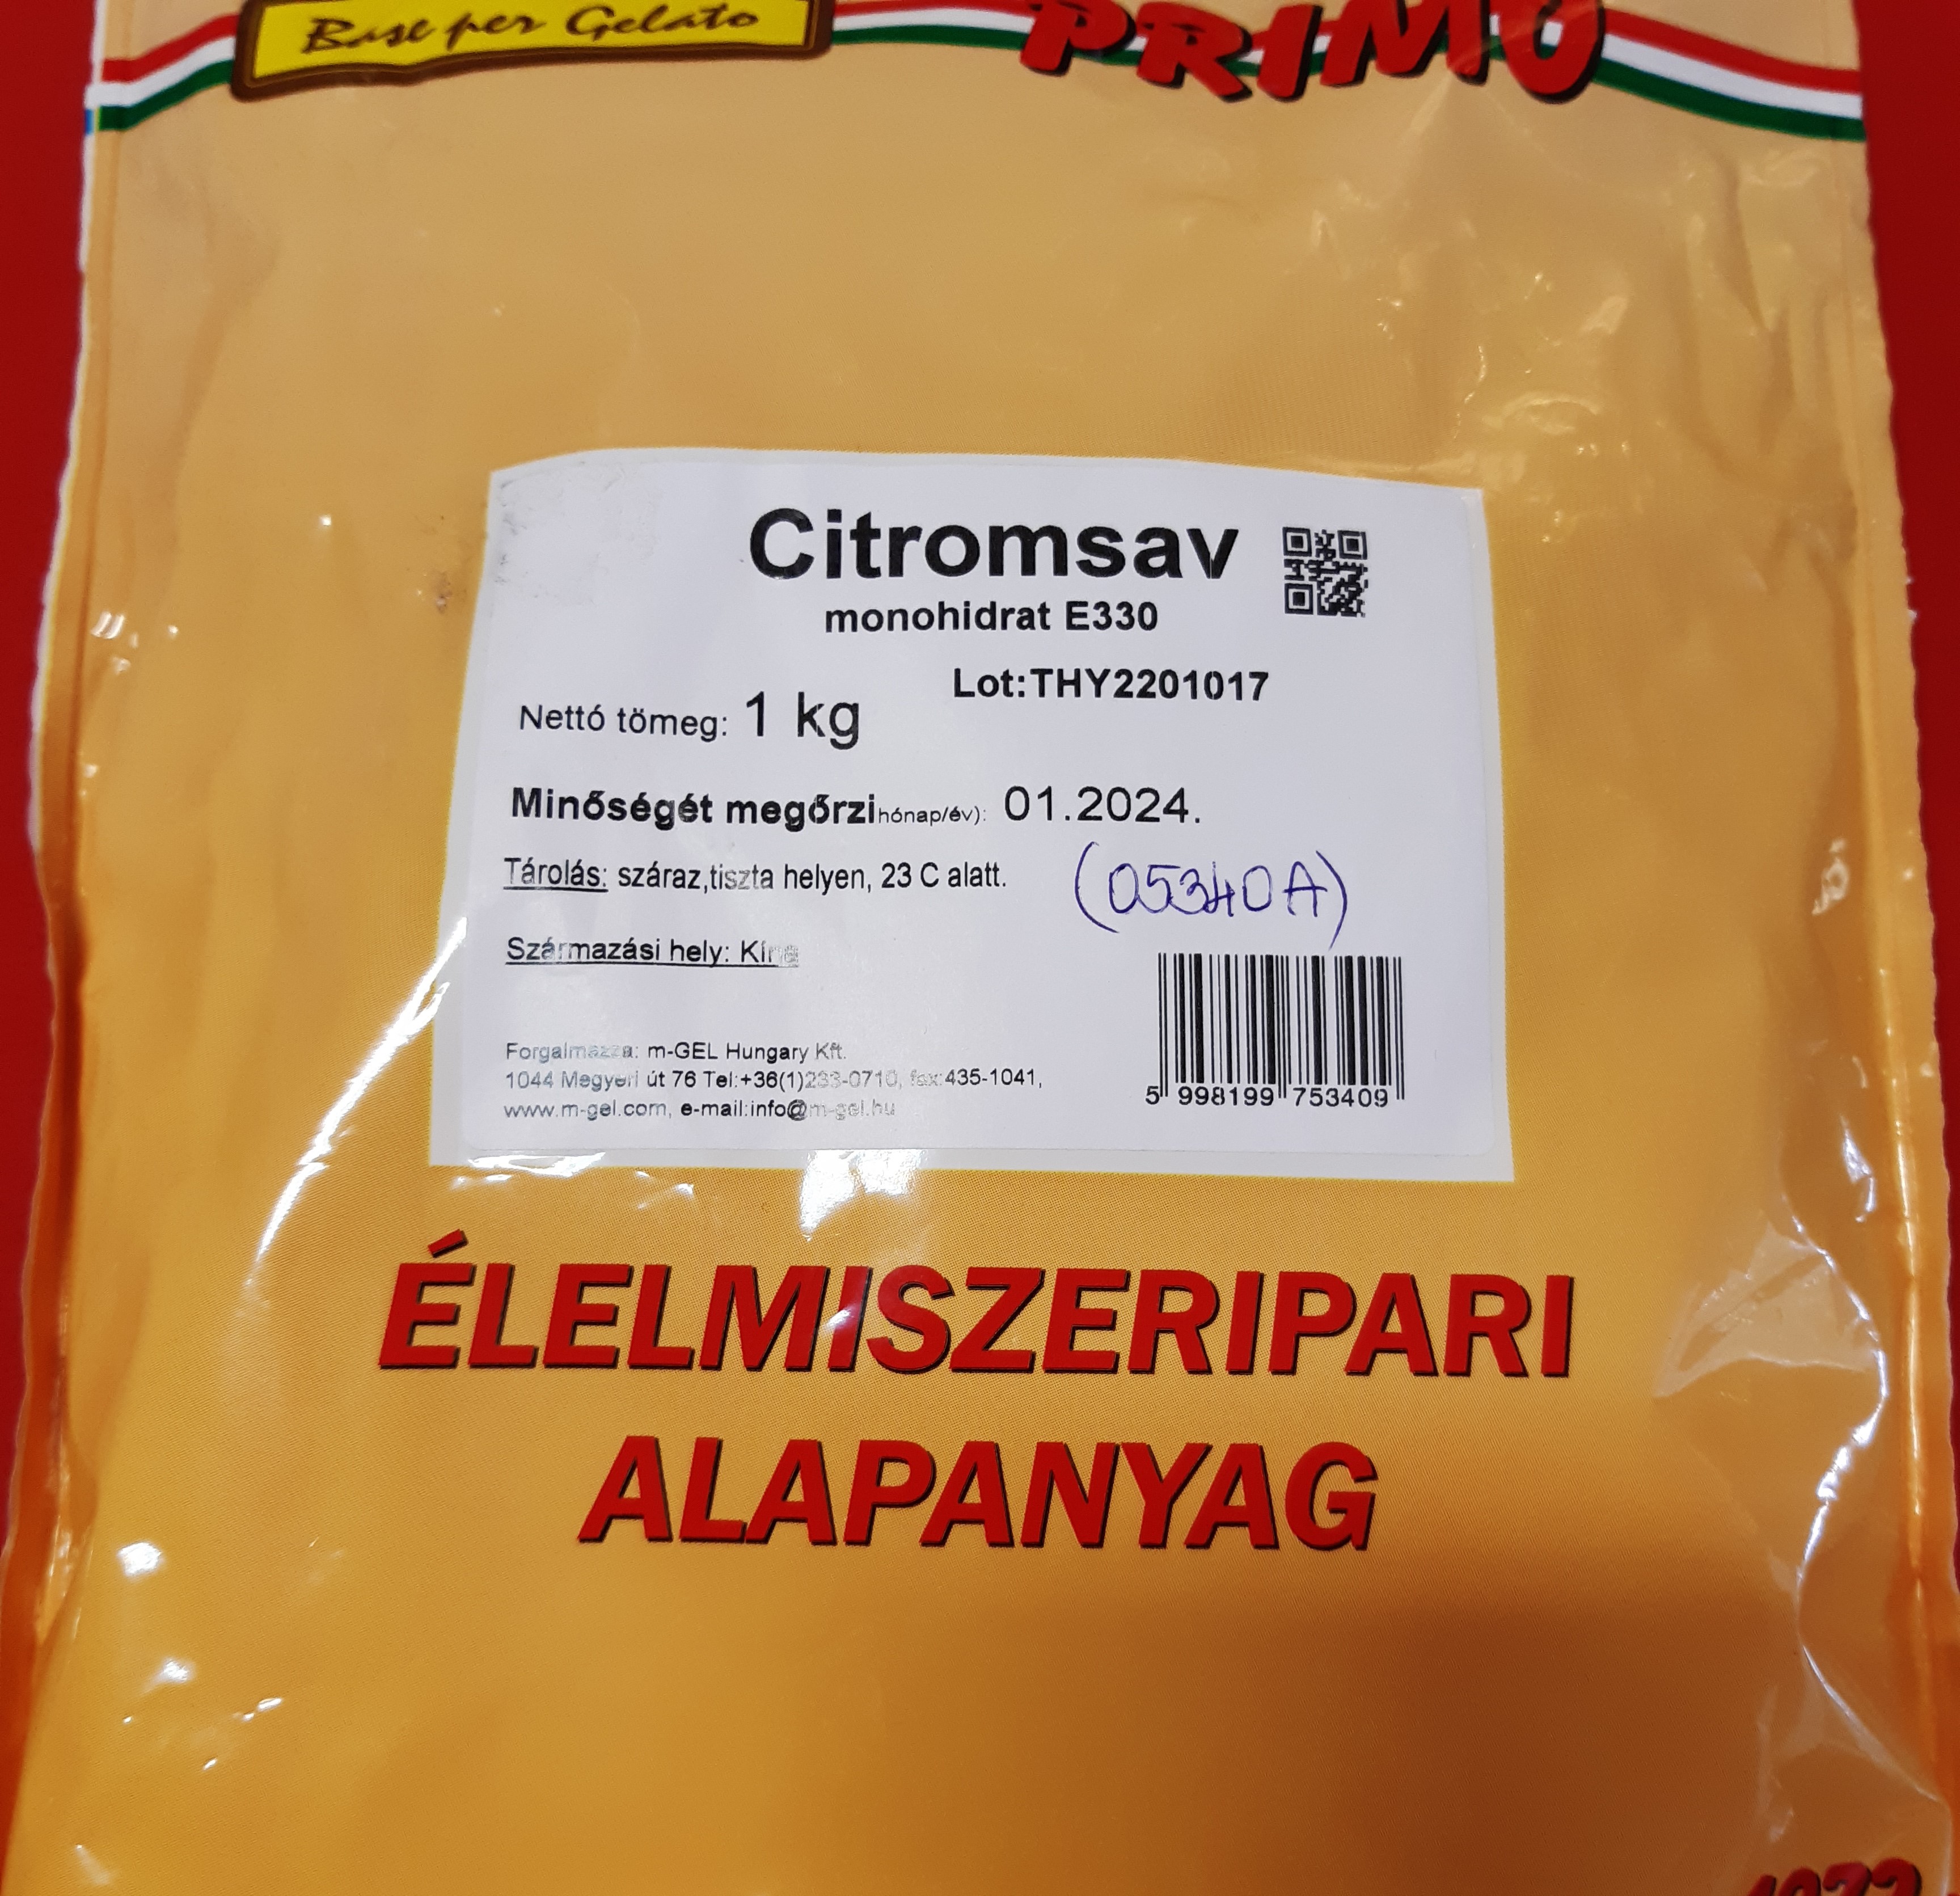 Base per Gelato
PRIMO
Citromsav
monohidrat E330
Lot:THY2201017
Nettó tömeg: 1 kg
Minőségét megőrzi hónap/év): 01.2024.
Tárolás: száraz,tiszta helyen, 23 C alatt.
(05340A)
Származási hely: Kína
Forgalmazza: m-GEL Hungary Kft.
1044 Megyeri út 76 Tel:+36(1)233-0710, fax:435-1041,
www.m-gel.com, e-mail:info@m-gel.hu
5 998199 753409
ÉLELMISZERIPARI
ALAPANYAG